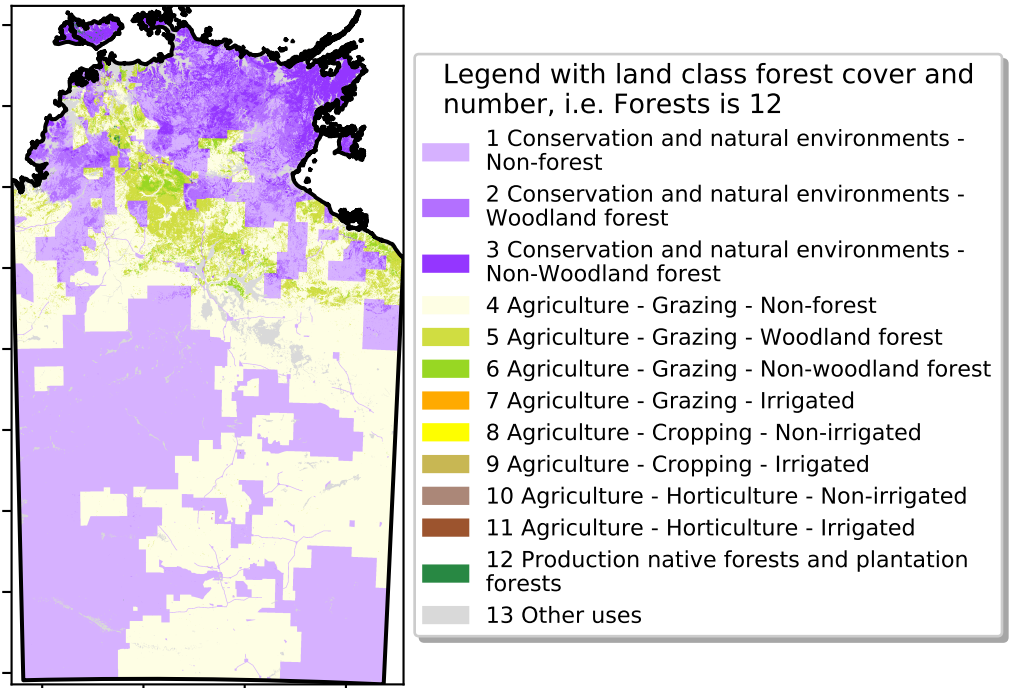 Legend with land class forest cover and
number, i.e. Forests is 12
1 Conservation and natural environments -
Non-forest
2 Conservation and natural environments -
Woodland forest
3 Conservation and natural environments -
Non-Woodland forest
4 Agriculture - Grazing - Non-forest
5 Agriculture - Grazing - Woodland forest
6 Agriculture - Grazing - Non-woodland forest
7 Agriculture - Grazing - Irrigated
8 Agriculture - Cropping - Non-irrigated
9 Agriculture - Cropping - Irrigated
10 Agriculture - Horticulture - Non-irrigated
11 Agriculture - Horticulture - Irrigated
12 Production native forests and plantation
forests
13 Other uses